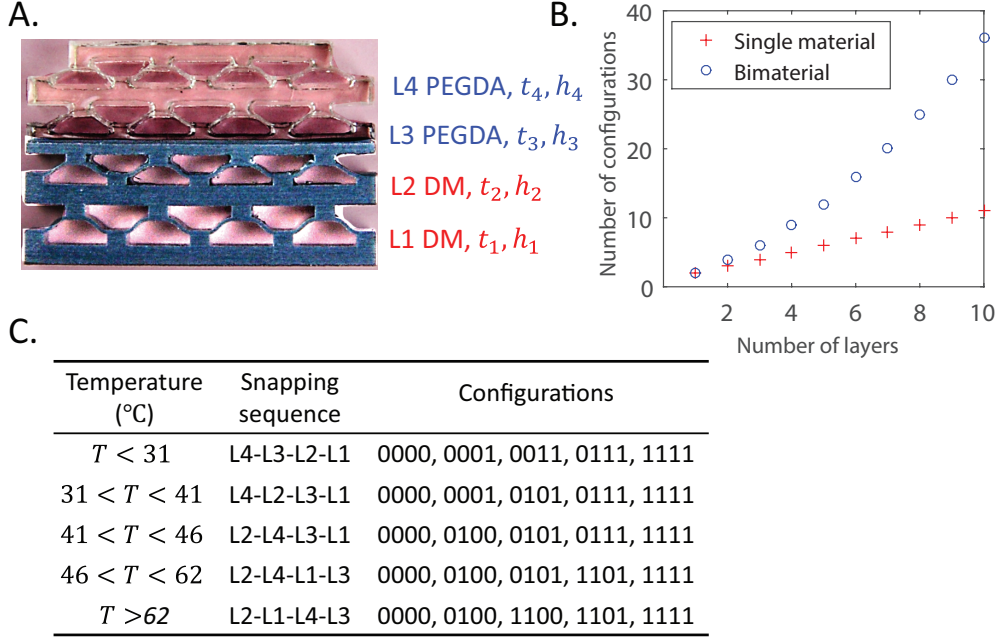 A.
L4 PEGDA, t₄, h₄
L3 PEGDA, t₃, h₃
L2 DM, t₂, h₂
L1 DM, t₁, h₁
B.
Number of configurations
40
30
20
10
0
Single material
Bimaterial
2 4 6 8 10
Number of layers
C.
Temperature (℃) Snapping sequence Configurations
T < 31 L4-L3-L2-L1 0000, 0001, 0011, 0111, 1111
31 < T < 41 L4-L2-L3-L1 0000, 0001, 0101, 0111, 1111
41 < T < 46 L2-L4-L3-L1 0000, 0100, 0101, 0111, 1111
46 < T < 62 L2-L4-L1-L3 0000, 0100, 0101, 1101, 1111
T >62 L2-L1-L4-L3 0000, 0100, 1100, 1101, 1111